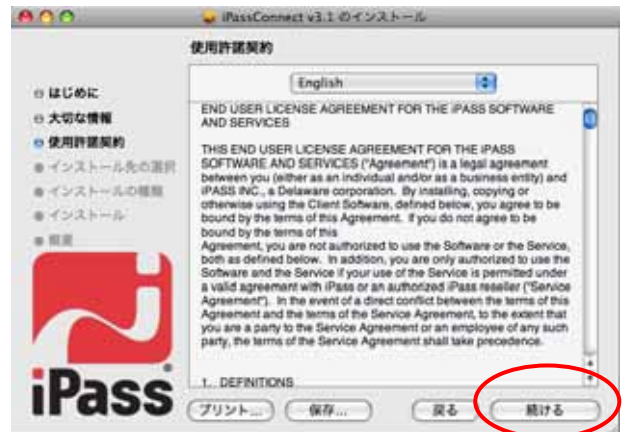 iPassConnect v3.1 のインストール
使用許諾契約
はじめに
大切な情報
使用許諾契約
インストール先の選択
インストールの種類
インストール
概要
iPass
English
END USER LICENSE AGREEMENT FOR THE iPASS SOFTWARE
AND SERVICES
THIS END USER LICENSE AGREEMENT FOR THE iPASS
SOFTWARE AND SERVICES ("Agreement") is a legal agreement
between you (either as an individual and/or as a business entity) and
iPASS INC., a Delaware corporation. By installing, copying or
otherwise using the Client Software, defined below, you agree to be
bound by the terms of this Agreement. If you do not agree to be
bound by the terms of this
Agreement, you are not authorized to use the Software or the Service,
both as defined below. In addition, you are only authorized to use the
Software and the Service if your use of the Service is permitted under
a valid agreement with iPass or an authorized iPass reseller ("Service
Agreement"). In the event of a direct conflict between the terms of this
Agreement and the terms of the Service Agreement, to the extent that
you are a party to the Service Agreement or an employee of any such
party, the terms of the Service Agreement shall take precedence.
1. DEFINITIONS
プリント...
保存...
戻る
続ける